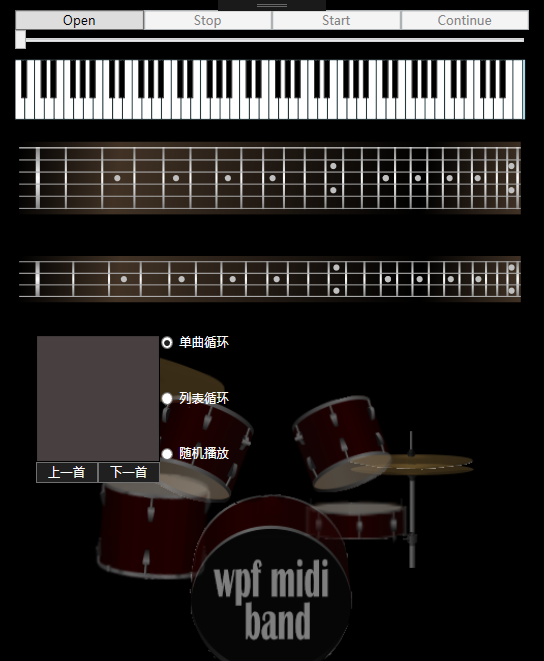 Open Stop Start Continue
单曲循环
列表循环
随机播放
上一首 下一首
wpf midi
band